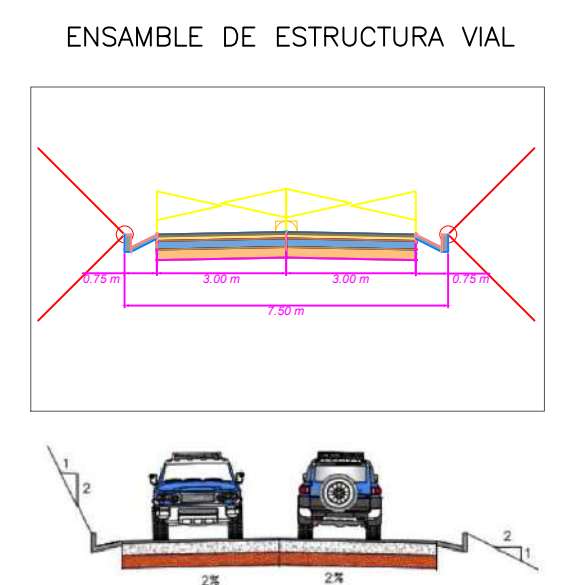 ENSAMBLE DE ESTRUCTURA VIAL
0.75 m 3.00 m 3.00 m 0.75 m
7.50 m
1
2
2
1
2% 2%